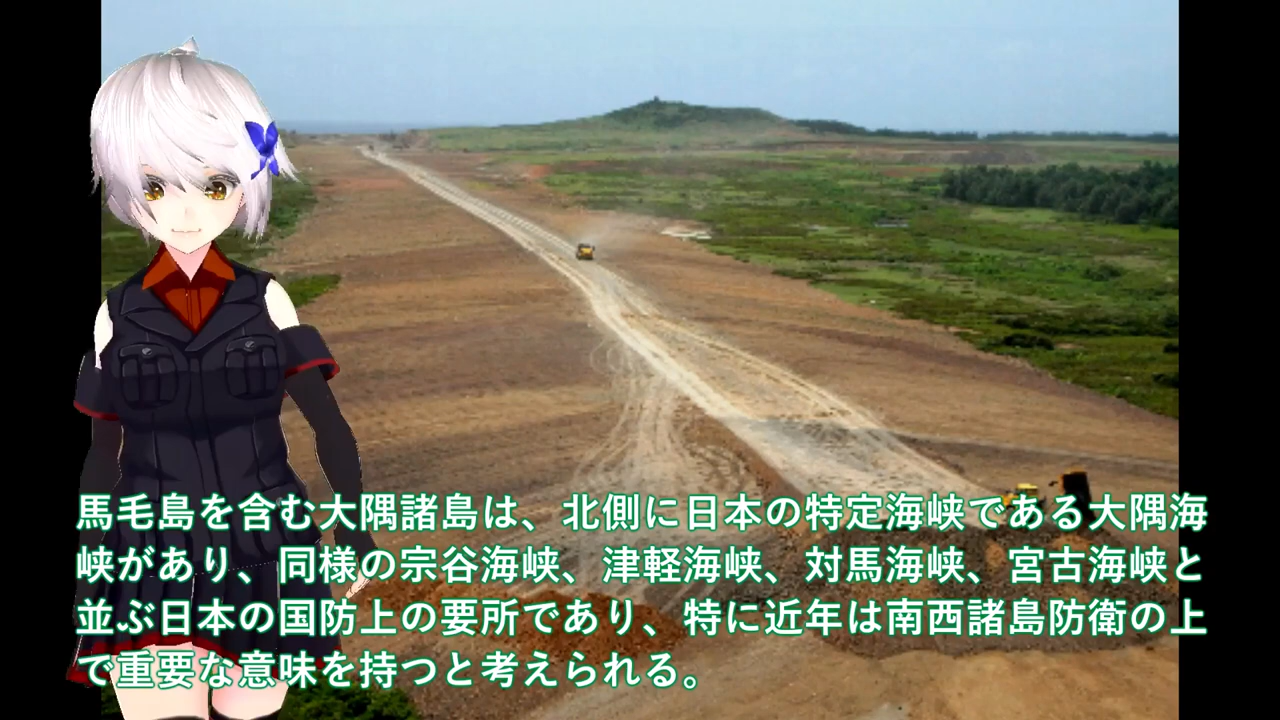 馬毛島を含む大隅諸島は、北側に日本の特定海峡である大隅海
峡があり、同様の宗谷海峡、津軽海峡、対馬海峡、宮古海峡と
並ぶ日本の国防上の要所であり、特に近年は南西諸島防衛の上
で重要な意味を持つと考えられる。